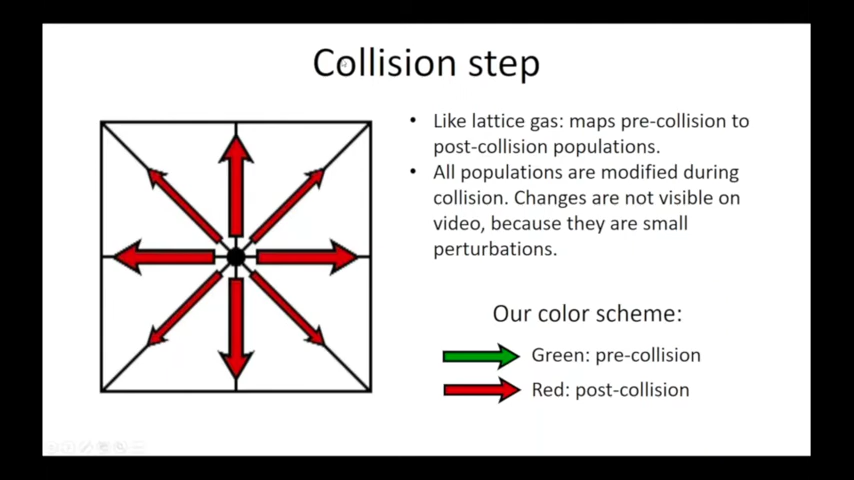 Collision step
• Like lattice gas: maps pre-collision to
post-collision populations.
• All populations are modified during
collision. Changes are not visible on
video, because they are small
perturbations.
Our color scheme:
Green: pre-collision
Red: post-collision